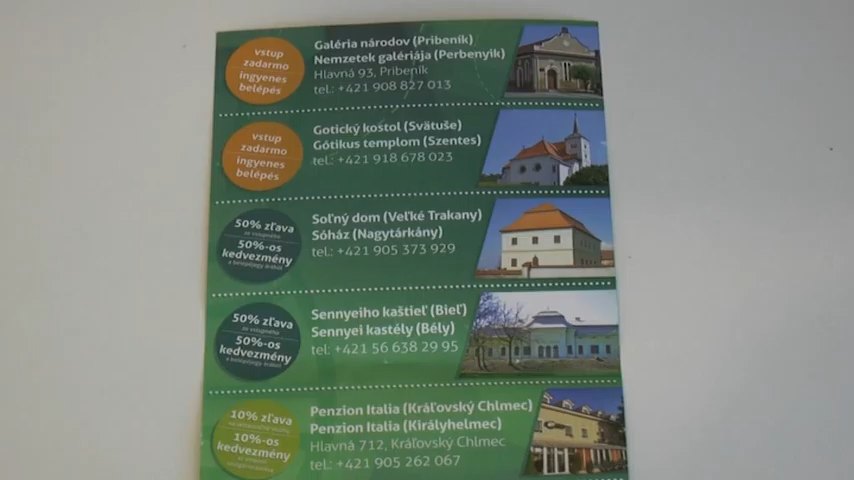 vstup
zadarmo
ingyenes
belépés
Galéria národov (Pribeník)
Nemzetek galériája (Perbenyik)
Hlavná 93, Pribeník
tel.: +421 908 827 013
vstup
zadarmo
ingyenes
belépés
Gotický kostol (Svätuše)
Gótikus templom (Szentes)
tel.: +421 918 678 023
50% zľava
50%-os
kedvezmény
Soľný dom (Veľké Trakany)
Sóház (Nagytárkány)
tel.: +421 905 373 929
50% zľava
50%-os
kedvezmény
Sennyeiho kaštieľ (Bieľ)
Sennyei kastély (Bély)
tel: +421 56 638 29 95
10% zľava
10%-os
kedvezmény
Penzion Italia (Kráľovský Chlmec)
Penzion Italia (Királyhelmec)
Hlavná 712, Kráľovský Chlmec
tel.: +421 905 262 067